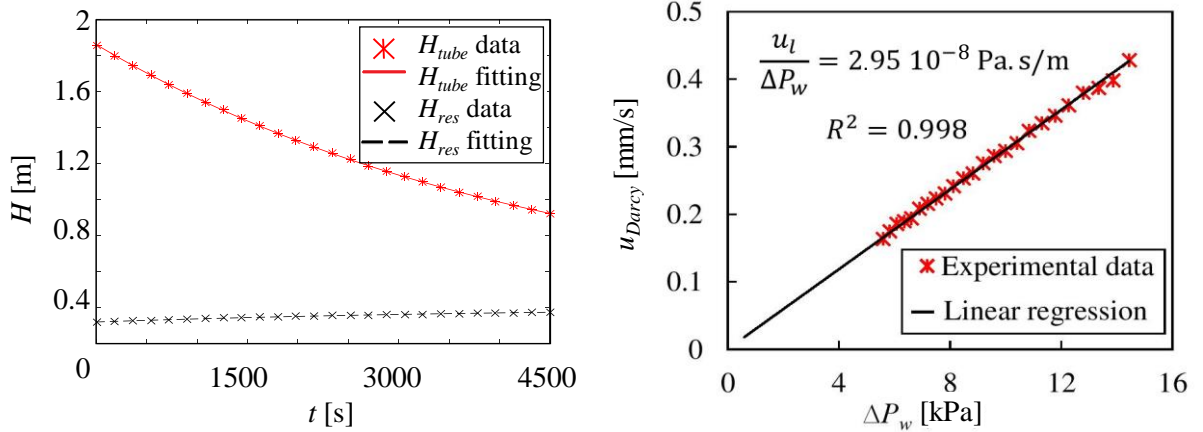 2
1.6
1.2
0.8
0.4
0
H [m]
H_tube data
H_tube fitting
H_res data
H_res fitting
1500
3000
4500
t [s]
0.5
0.4
0.3
0.2
0.1
0
u_Darcy [mm/s]
u_l/ΔP_w = 2.95 10^-8 Pa.s/m
R^2 = 0.998
Experimental data
Linear regression
0
4
8
12
16
ΔP_w [kPa]